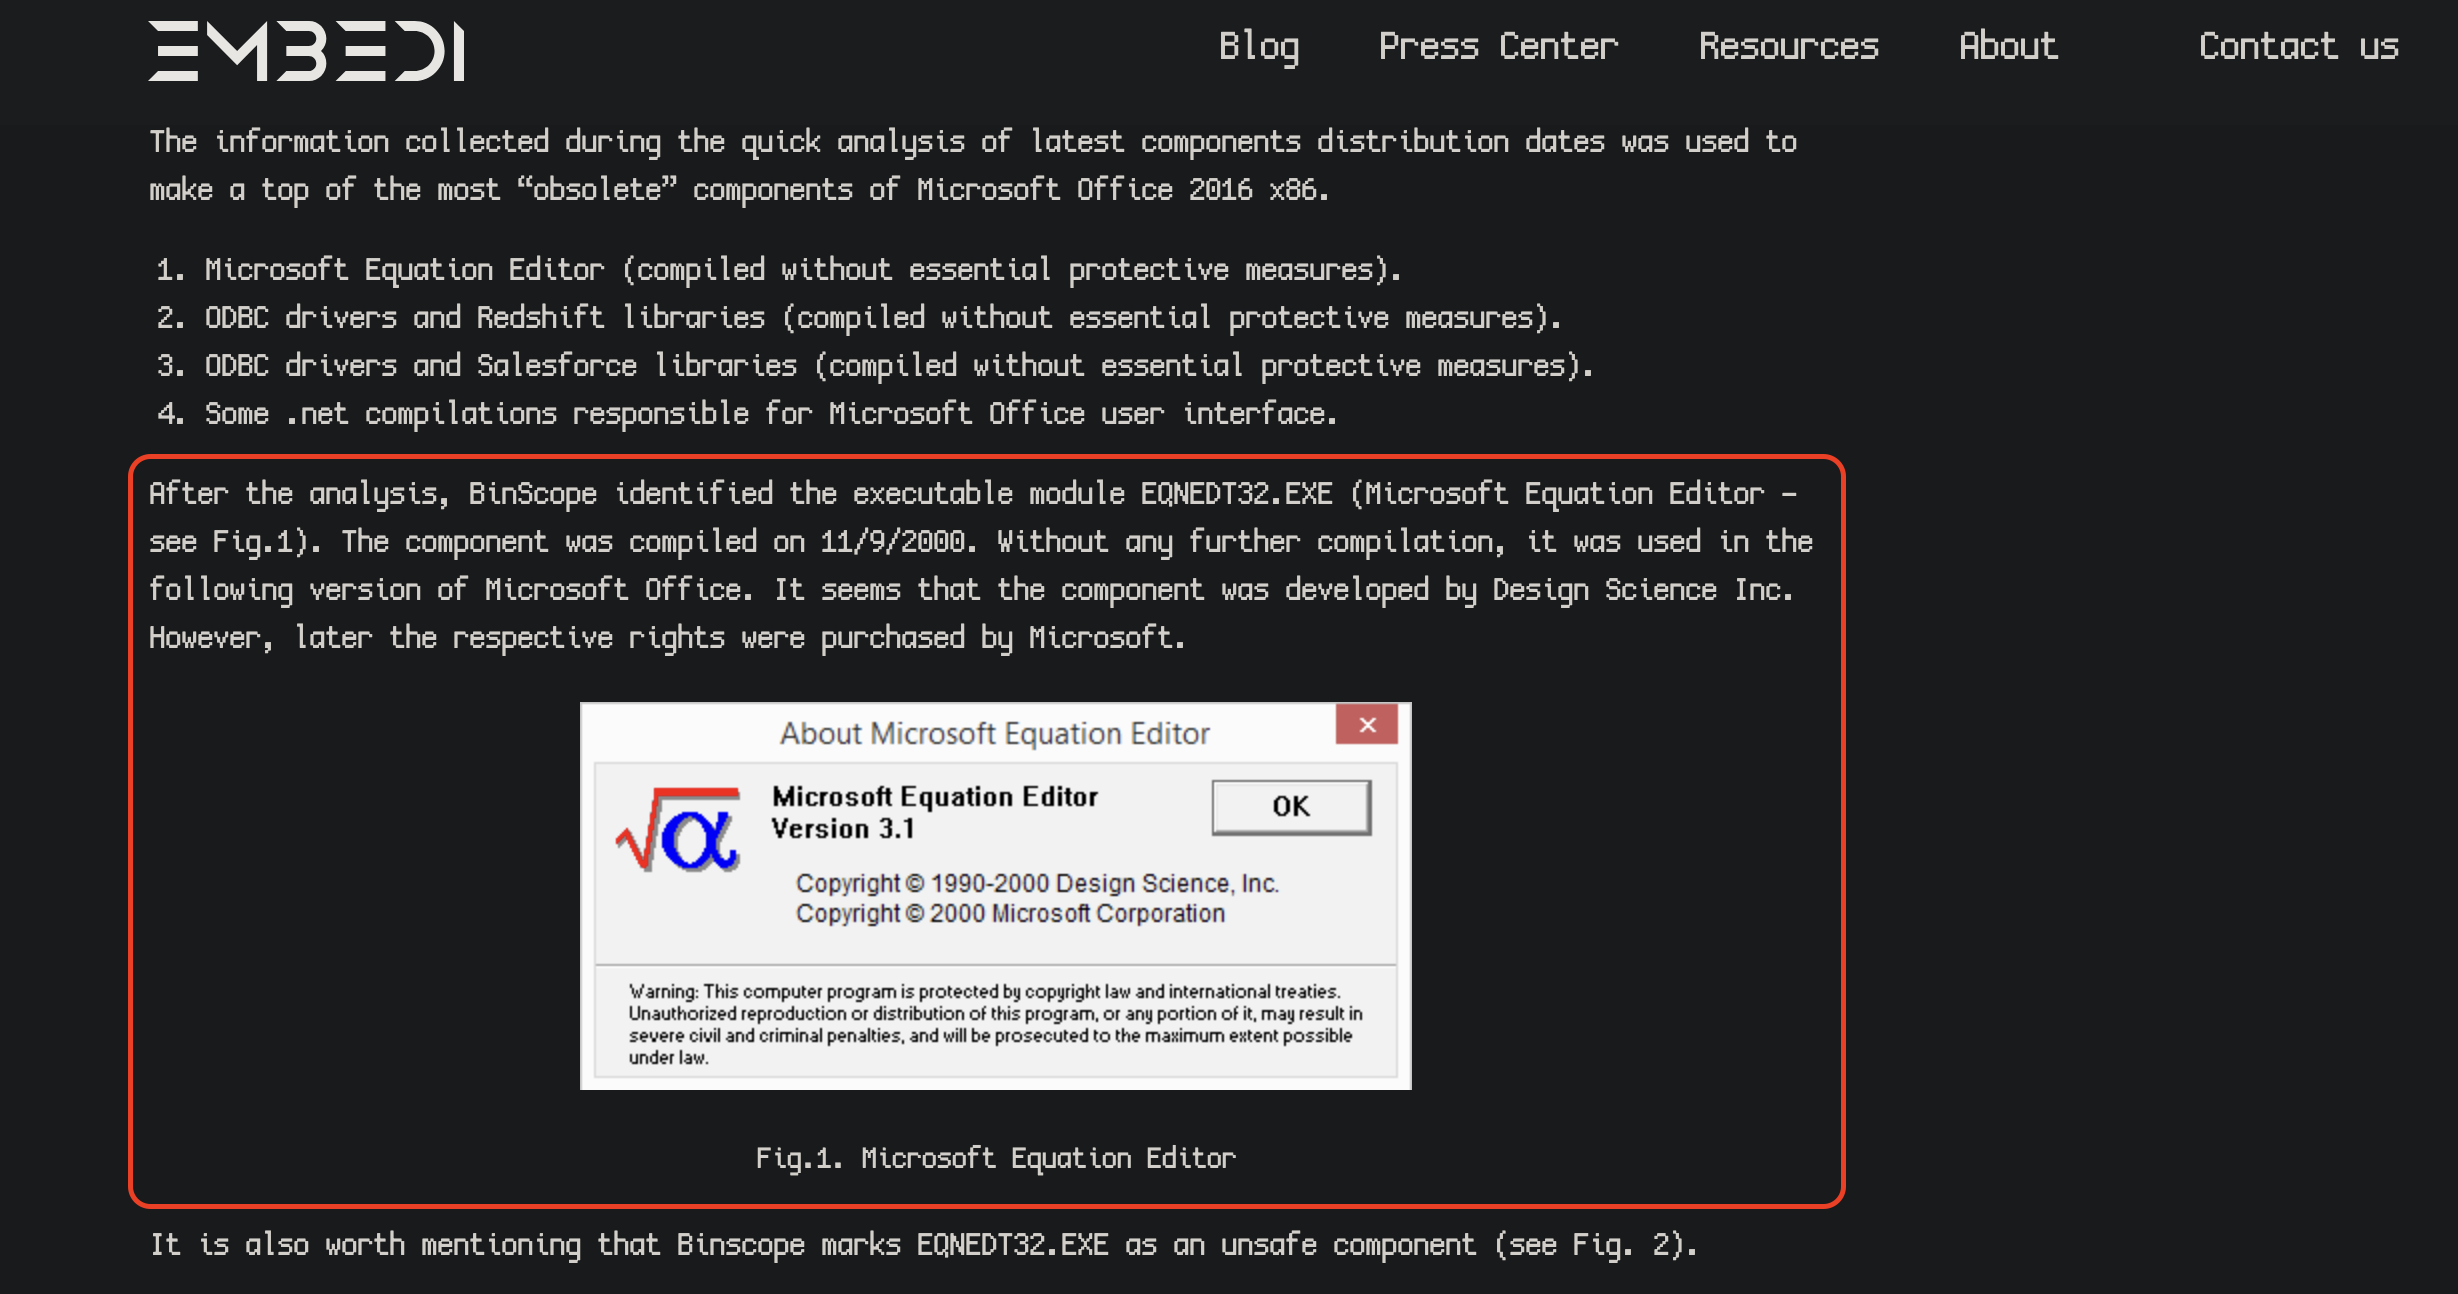 EMBEDI
Blog
Press Center
Resources
About
Contact us
The information collected during the quick analysis of latest components distribution dates was used to
make a top of the most “obsolete” components of Microsoft Office 2016 x86.
1. Microsoft Equation Editor (compiled without essential protective measures).
2. ODBC drivers and Redshift libraries (compiled without essential protective measures).
3. ODBC drivers and Salesforce libraries (compiled without essential protective measures).
4. Some .net compilations responsible for Microsoft Office user interface.
After the analysis, BinScope identified the executable module EQNEDT32.EXE (Microsoft Equation Editor –
see Fig.1). The component was compiled on 11/9/2000. Without any further compilation, it was used in the
following version of Microsoft Office. It seems that the component was developed by Design Science Inc.
However, later the respective rights were purchased by Microsoft.
About Microsoft Equation Editor
√α
Microsoft Equation Editor
Version 3.1
OK
Copyright © 1990-2000 Design Science, Inc.
Copyright © 2000 Microsoft Corporation
Warning: This computer program is protected by copyright law and international treaties.
Unauthorized reproduction or distribution of this program, or any portion of it, may result in
severe civil and criminal penalties, and will be prosecuted to the maximum extent possible
under law.
Fig.1. Microsoft Equation Editor
It is also worth mentioning that Binscope marks EQNEDT32.EXE as an unsafe component (see Fig. 2).